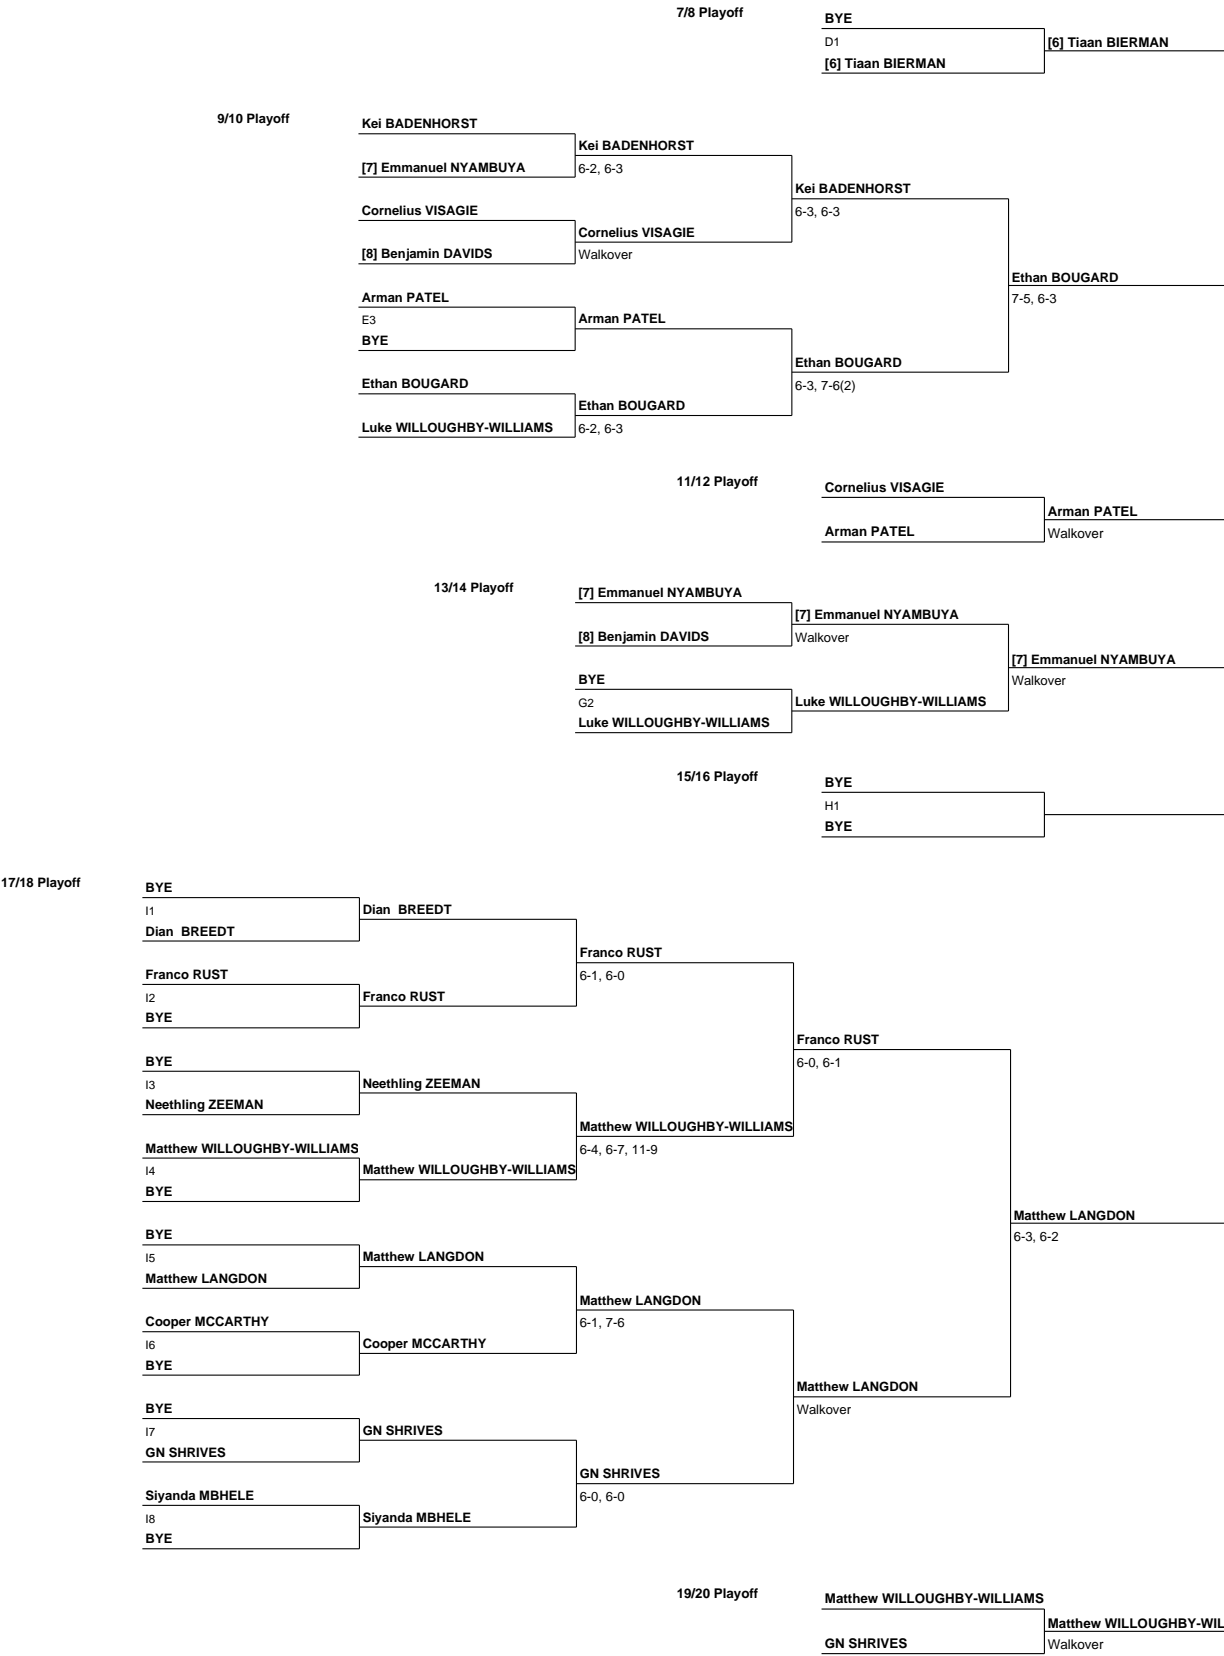 7/8 Playoff
BYE
D1
[6] Tiaan BIERMAN
[6] Tiaan BIERMAN
9/10 Playoff
Kei BADENHORST
Kei BADENHORST
[7] Emmanuel NYAMBUYA
6-2, 6-3
Kei BADENHORST
6-3, 6-3
Cornelius VISAGIE
Cornelius VISAGIE
[8] Benjamin DAVIDS
Walkover
Ethan BOUGARD
7-5, 6-3
Arman PATEL
E3
Arman PATEL
BYE
Ethan BOUGARD
6-3, 7-6(2)
Ethan BOUGARD
Ethan BOUGARD
Luke WILLOUGHBY-WILLIAMS
6-2, 6-3
11/12 Playoff
Cornelius VISAGIE
Arman PATEL
Arman PATEL
Walkover
13/14 Playoff
[7] Emmanuel NYAMBUYA
[7] Emmanuel NYAMBUYA
[8] Benjamin DAVIDS
Walkover
[7] Emmanuel NYAMBUYA
Walkover
BYE
G2
Luke WILLOUGHBY-WILLIAMS
Luke WILLOUGHBY-WILLIAMS
15/16 Playoff
BYE
H1
BYE
17/18 Playoff
BYE
I1
Dian  BREEDT
Dian  BREEDT
Franco RUST
6-1, 6-0
Franco RUST
I2
Franco RUST
BYE
Franco RUST
6-0, 6-1
BYE
I3
Neethling ZEEMAN
Neethling ZEEMAN
Matthew WILLOUGHBY-WILLIAMS
6-4, 6-7, 11-9
Matthew WILLOUGHBY-WILLIAMS
I4
Matthew WILLOUGHBY-WILLIAMS
BYE
Matthew LANGDON
6-3, 6-2
BYE
I5
Matthew LANGDON
Matthew LANGDON
Matthew LANGDON
6-1, 7-6
Cooper MCCARTHY
I6
Cooper MCCARTHY
BYE
Matthew LANGDON
Walkover
BYE
I7
GN SHRIVES
GN SHRIVES
GN SHRIVES
6-0, 6-0
Siyanda MBHELE
I8
Siyanda MBHELE
BYE
19/20 Playoff
Matthew WILLOUGHBY-WILLIAMS
Matthew WILLOUGHBY-WIL
GN SHRIVES
Walkover